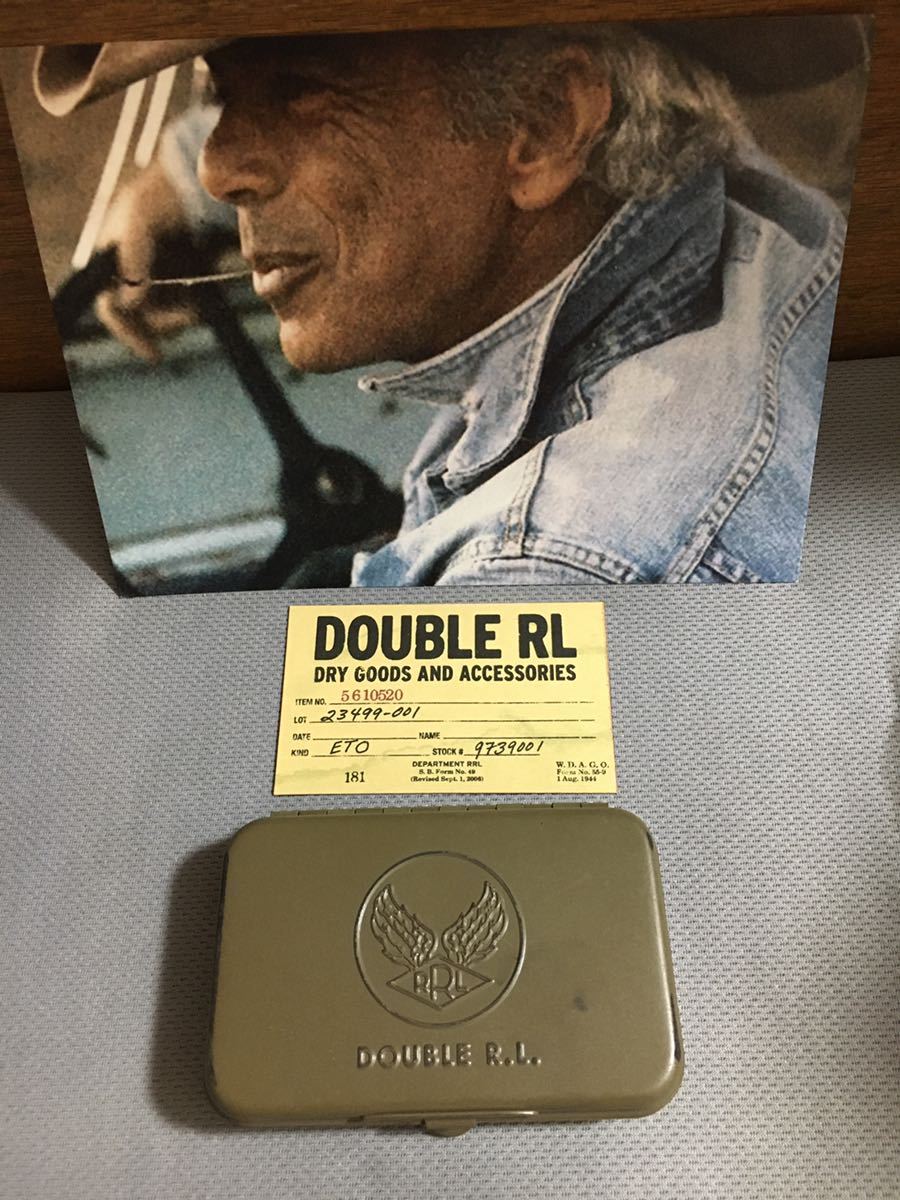 DOUBLE RL
DRY GOODS AND ACCESSORIES
ITEM NO. 5610520
LOT 23499-001
DATE NAME
KIND ETO STOCK # 9739001
181
DEPARTMENT RRL
S. B. Form No. 49
(Revised Sept. 1, 2006)
W. D. A. G. O.
Form No. 55-9
1 Aug. 1944
RRL
DOUBLE R.L.